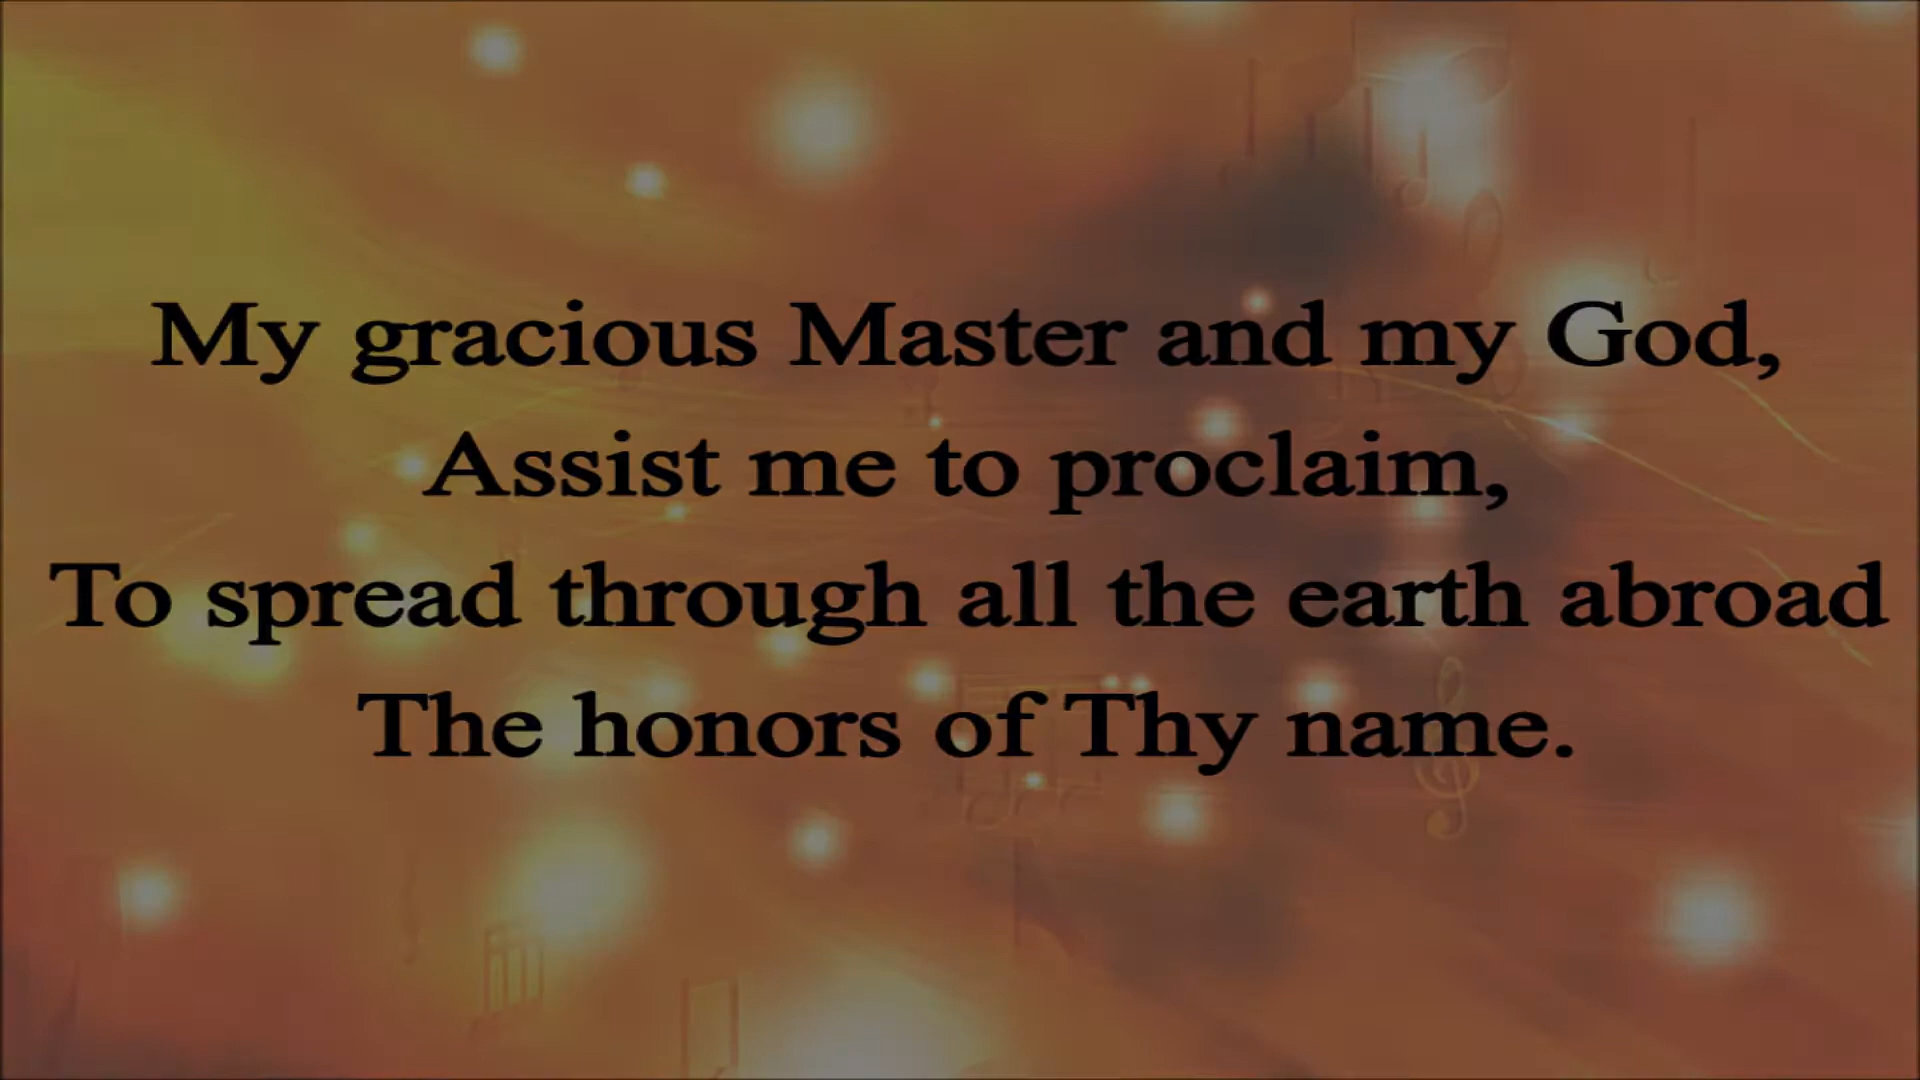 My gracious Master and my God,
Assist me to proclaim,
To spread through all the earth abroad
The honors of Thy name.